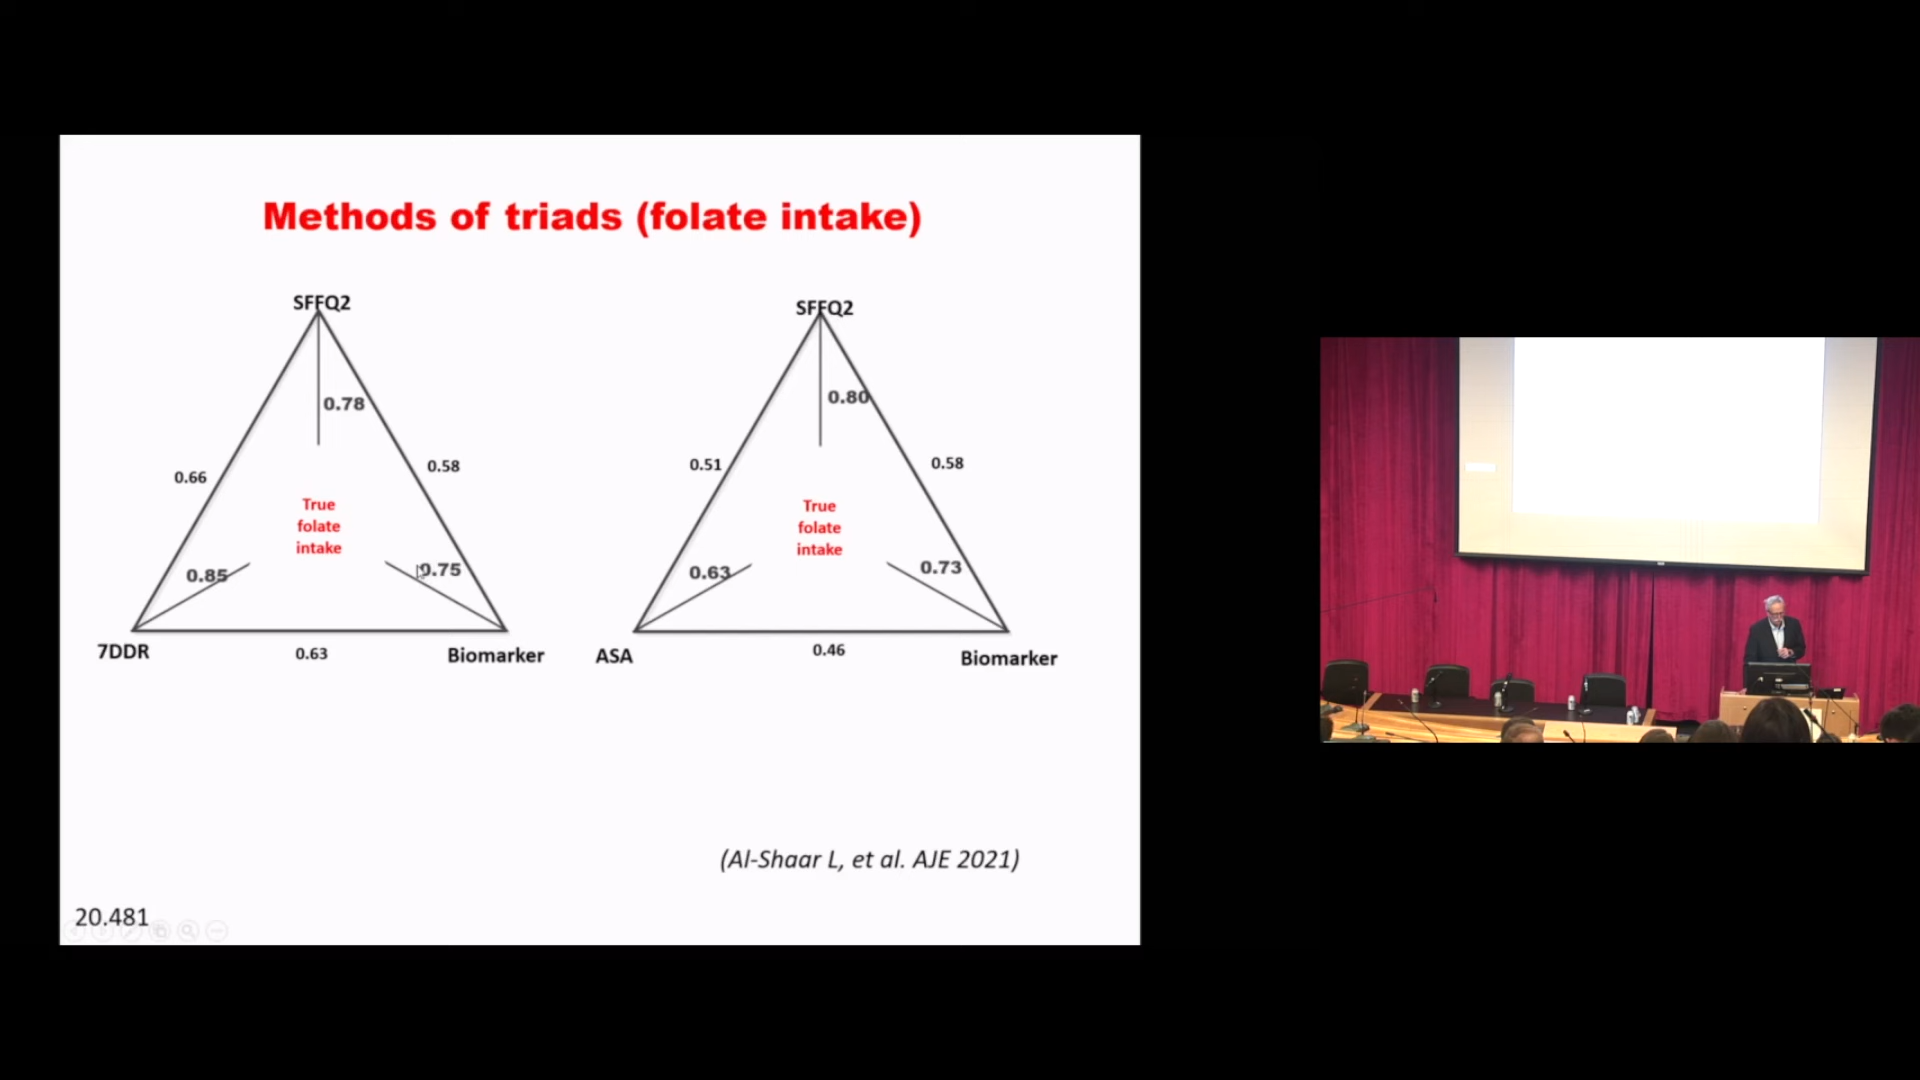 Methods of triads (folate intake)
SFFQ2
0.78
0.66
0.58
True
folate
intake
0.85
0.75
7DDR
0.63
Biomarker
SFFQ2
0.80
0.51
0.58
True
folate
intake
0.63
0.73
ASA
0.46
Biomarker
(Al-Shaar L, et al. AJE 2021)
20.481